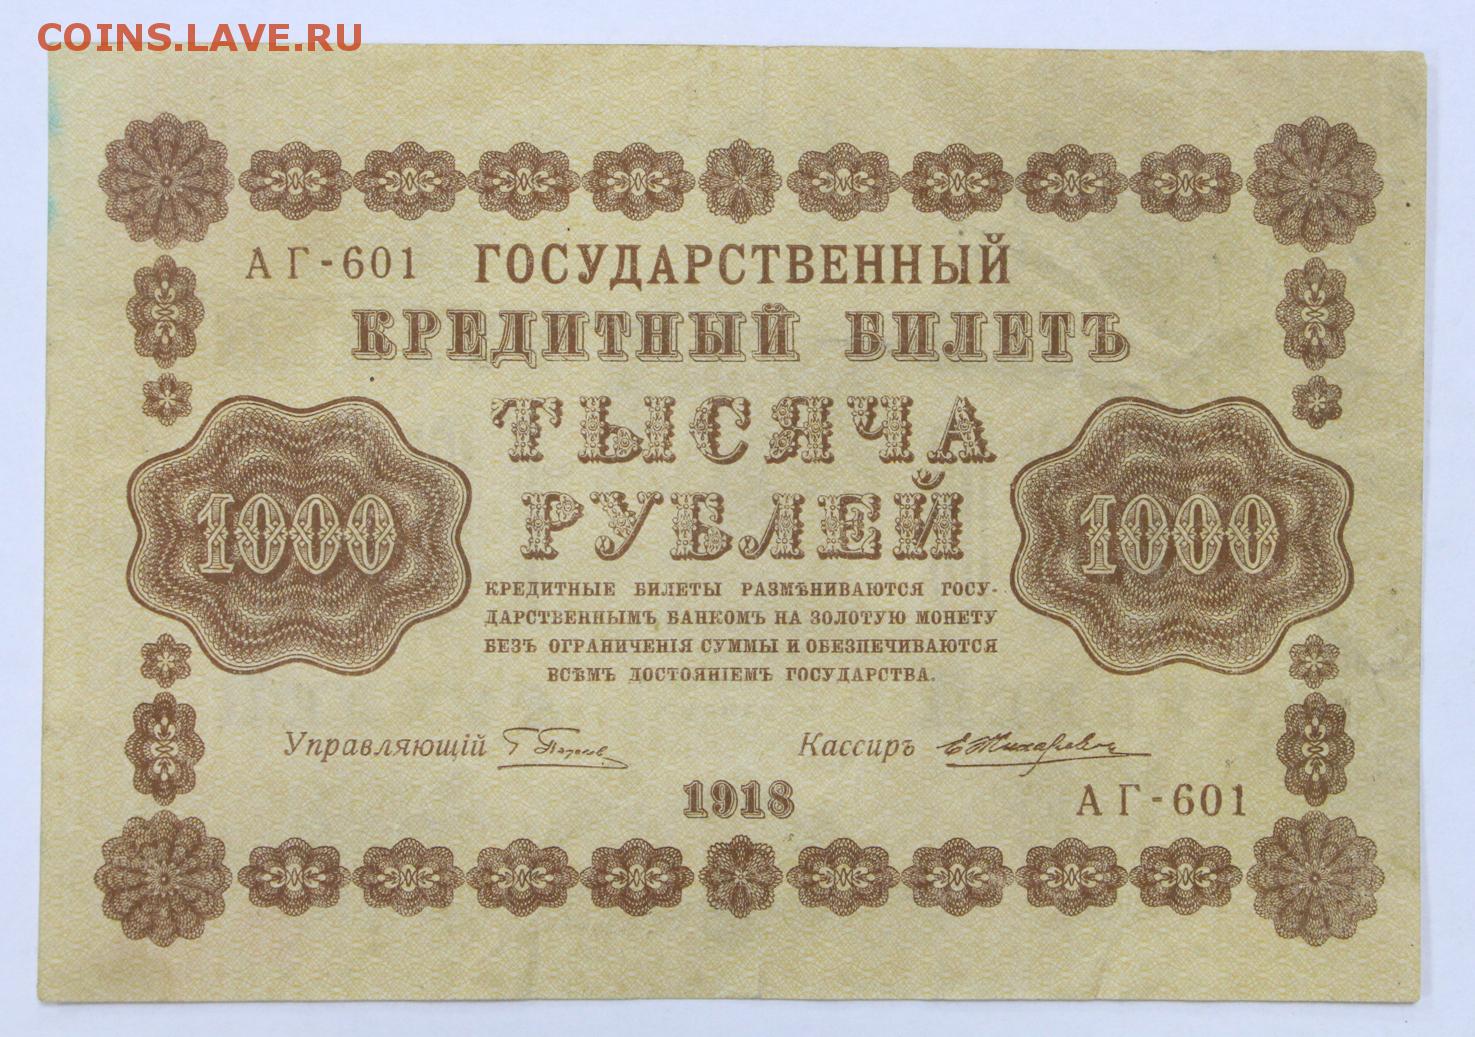 COINS.LAVE.RU
АГ-601 ГОСУДАРСТВЕННЫЙ
КРЕДИТНЫЙ БИЛЕТЪ
ТЫСЯЧА
РУБЛЕЙ
1000
1000
КРЕДИТНЫЕ БИЛЕТЫ РАЗМѢНИВАЮТСЯ ГОСУ-
ДАРСТВЕННЫМЪ БАНКОМЪ НА ЗОЛОТУЮ МОНЕТУ
БЕЗЪ ОГРАНИЧЕНІЯ СУММЫ И ОБЕЗПЕЧИВАЮТСЯ
ВСѢМЪ ДОСТОЯНІЕМЪ ГОСУДАРСТВА.
Управляющій
Кассиръ
1918
АГ-601